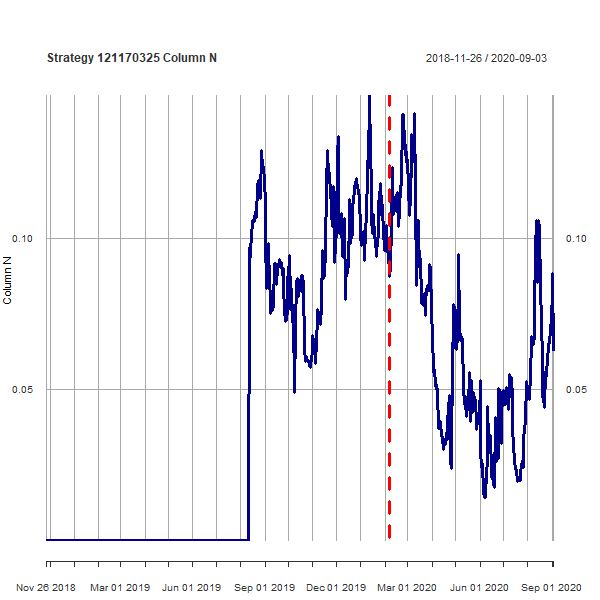 Strategy 121170325 Column N
2018-11-26 / 2020-09-03
Column N
0.10
0.10
0.05
0.05
Nov 26 2018
Mar 01 2019
Jun 01 2019
Sep 01 2019
Dec 01 2019
Mar 01 2020
Jun 01 2020
Sep 01 2020